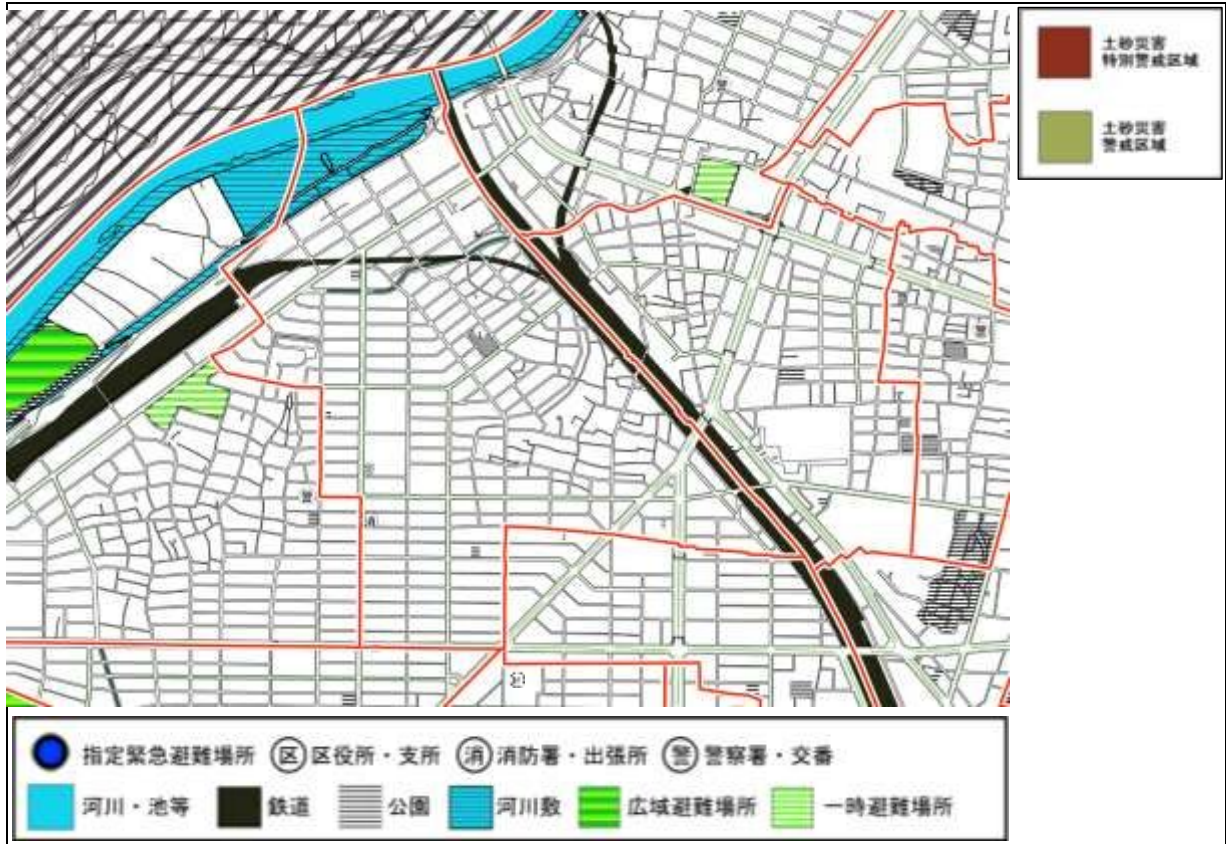 土砂災害
特別警戒区域
土砂災害
警戒区域
指定緊急避難場所 区 区役所・支所 消 消防署・出張所 警 警察署・交番
河川・池等 鉄道 公園 河川敷 広域避難場所 一時避難場所
消